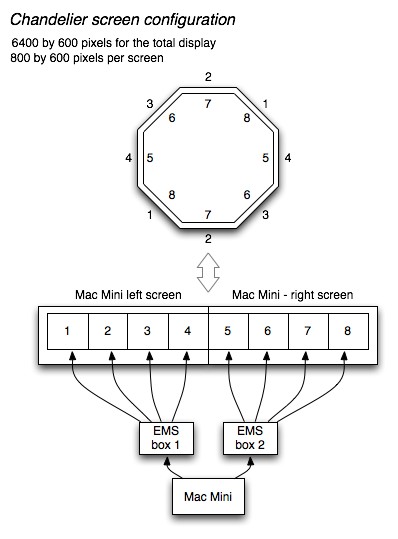 Chandelier screen configuration
6400 by 600 pixels for the total display
800 by 600 pixels per screen
2
3 7 1
6 8
4 5 5 4
8 6
1 7 3
2
Mac Mini left screen Mac Mini - right screen
1 2 3 4 5 6 7 8
EMS EMS
box 1 box 2
Mac Mini